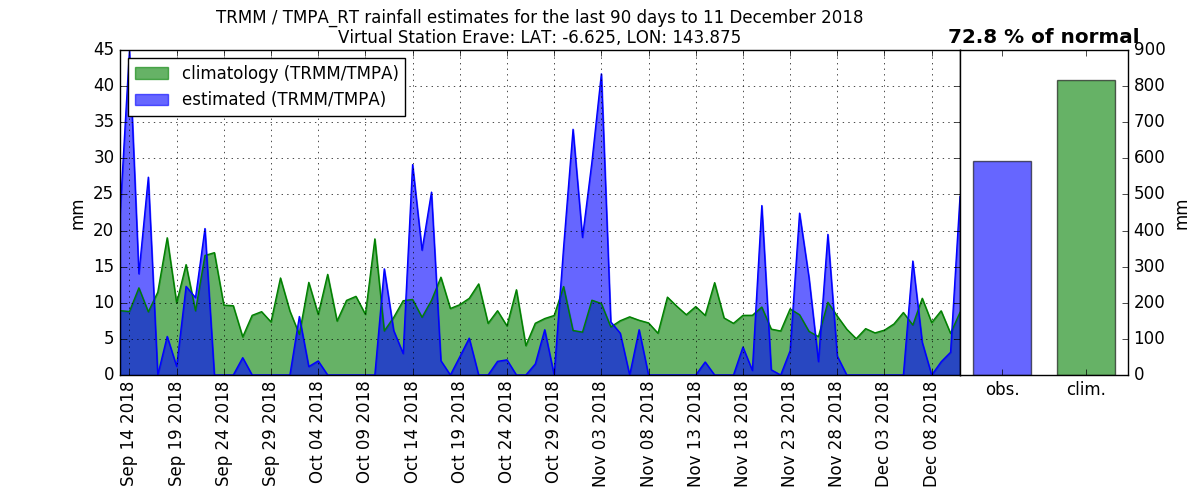 TRMM / TMPA_RT rainfall estimates for the last 90 days to 11 December 2018
Virtual Station Erave: LAT: -6.625, LON: 143.875
72.8 % of normal
climatology (TRMM/TMPA)
estimated (TRMM/TMPA)
mm
45
40
35
30
25
20
15
10
5
0
Sep 14 2018
Sep 19 2018
Sep 24 2018
Sep 29 2018
Oct 04 2018
Oct 09 2018
Oct 14 2018
Oct 19 2018
Oct 24 2018
Oct 29 2018
Nov 03 2018
Nov 08 2018
Nov 13 2018
Nov 18 2018
Nov 23 2018
Nov 28 2018
Dec 03 2018
Dec 08 2018
obs.
clim.
900
800
700
600
500
400
300
200
100
0
mm